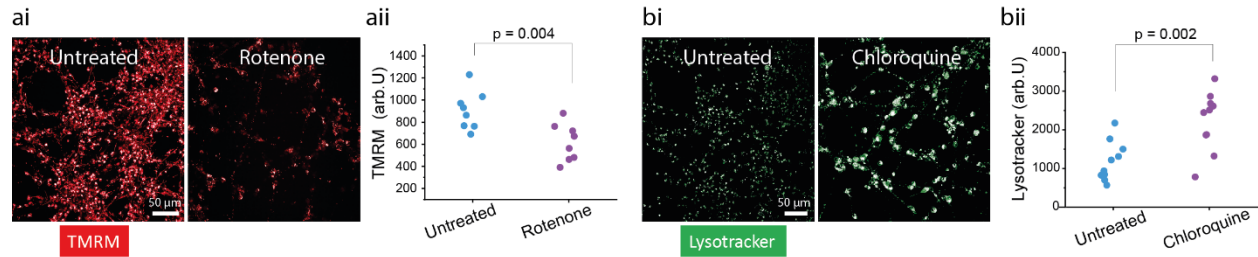 ai
Untreated
Rotenone
50 µm
TMRM
aii
p = 0.004
TMRM (arb.U)
1400
1200
1000
800
600
400
200
Untreated
Rotenone
bi
Untreated
Chloroquine
50 µm
Lysotracker
bii
p = 0.002
Lysotracker (arb.U)
4000
3000
2000
1000
0
Untreated
Chloroquine